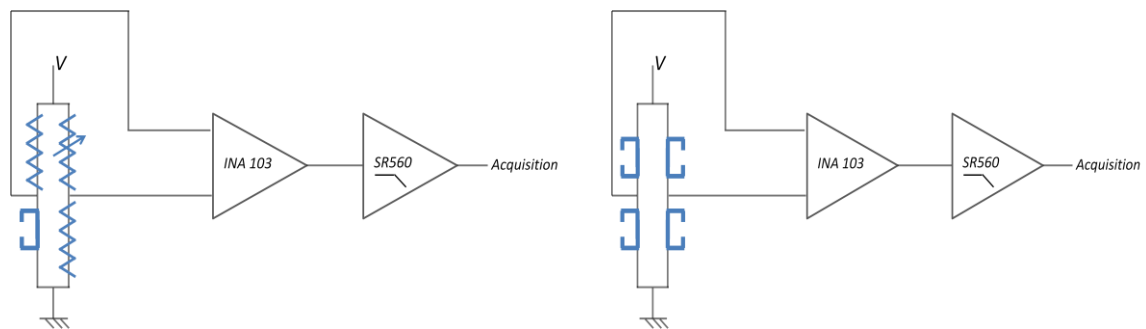 V
INA 103
SR560
Acquisition
V
INA 103
SR560
Acquisition